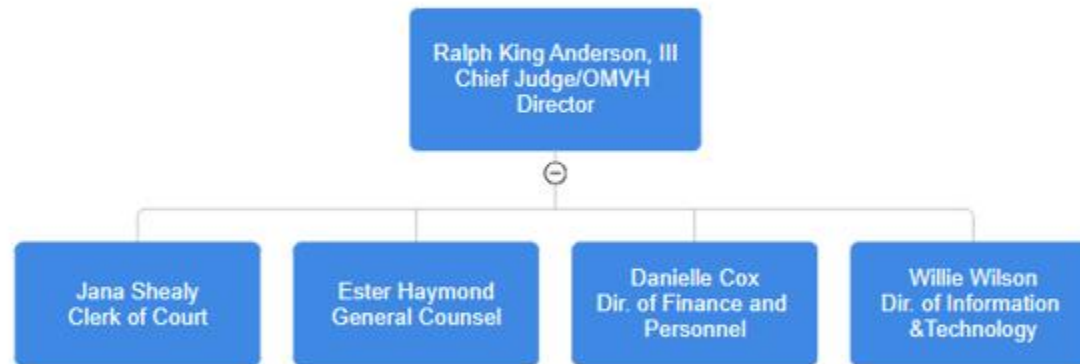 Ralph King Anderson, III
Chief Judge/OMVH
Director
Jana Shealy
Clerk of Court
Ester Haymond
General Counsel
Danielle Cox
Dir. of Finance and
Personnel
Willie Wilson
Dir. of Information
&Technology